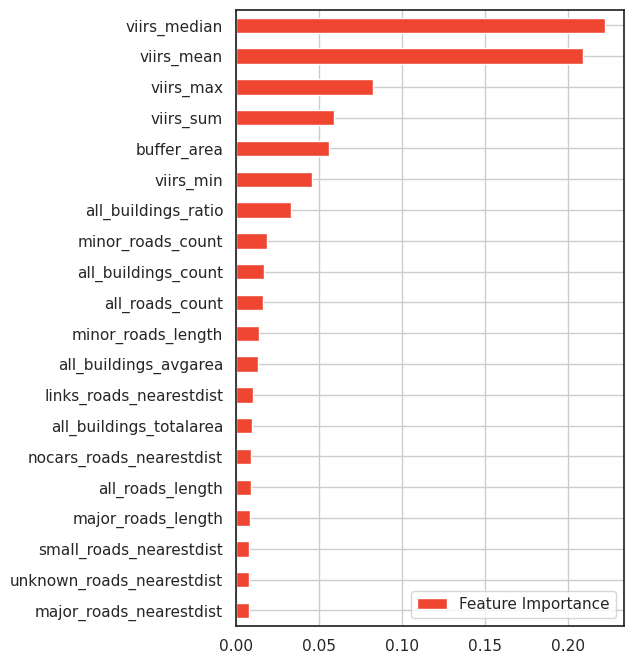 viirs_median
viirs_mean
viirs_max
viirs_sum
buffer_area
viirs_min
all_buildings_ratio
minor_roads_count
all_buildings_count
all_roads_count
minor_roads_length
all_buildings_avgarea
links_roads_nearestdist
all_buildings_totalarea
nocars_roads_nearestdist
all_roads_length
major_roads_length
small_roads_nearestdist
unknown_roads_nearestdist
major_roads_nearestdist
Feature Importance
0.00 0.05 0.10 0.15 0.20